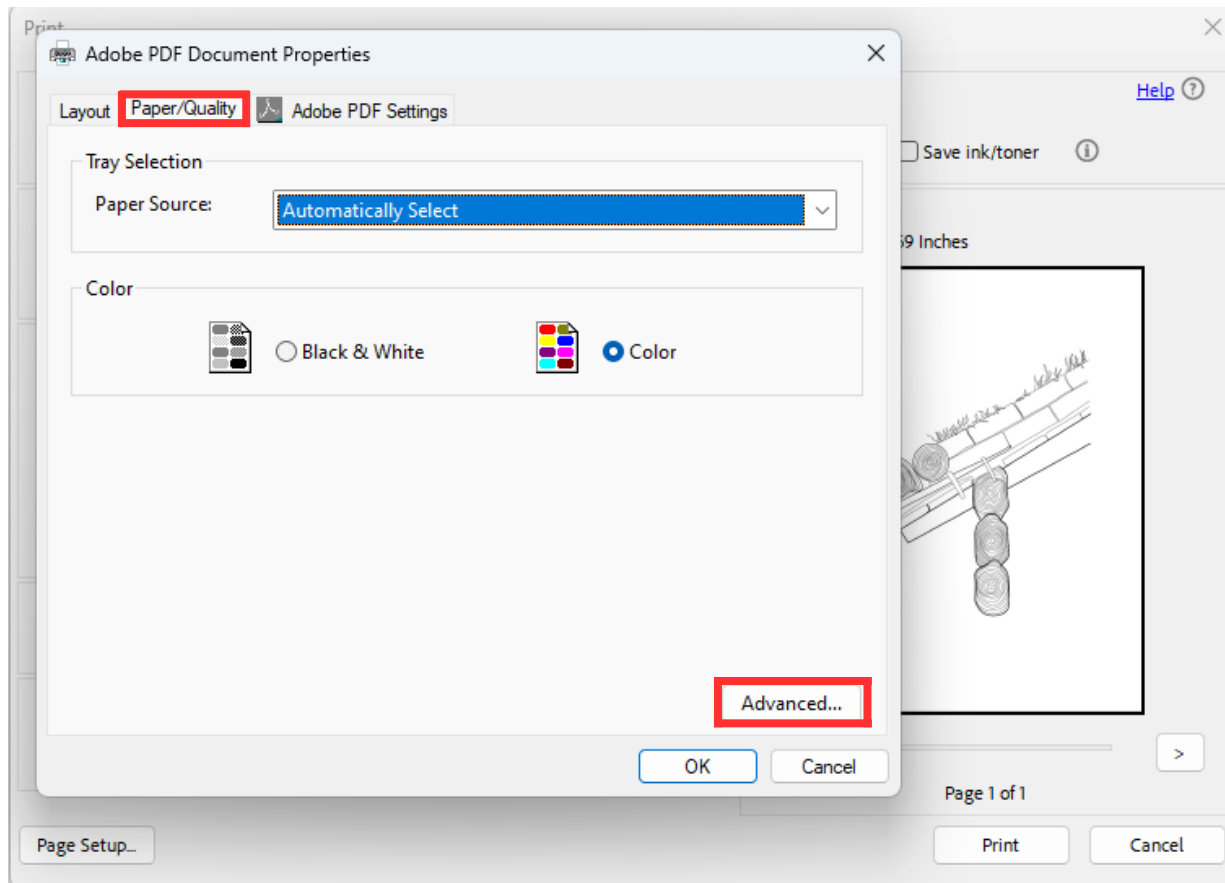 Print
Adobe PDF Document Properties
Help
Layout Paper/Quality Adobe PDF Settings
Save ink/toner
Tray Selection
Paper Source: Automatically Select
9 Inches
Color
Black & White Color
Advanced...
OK Cancel
>
Page 1 of 1
Page Setup... Print Cancel